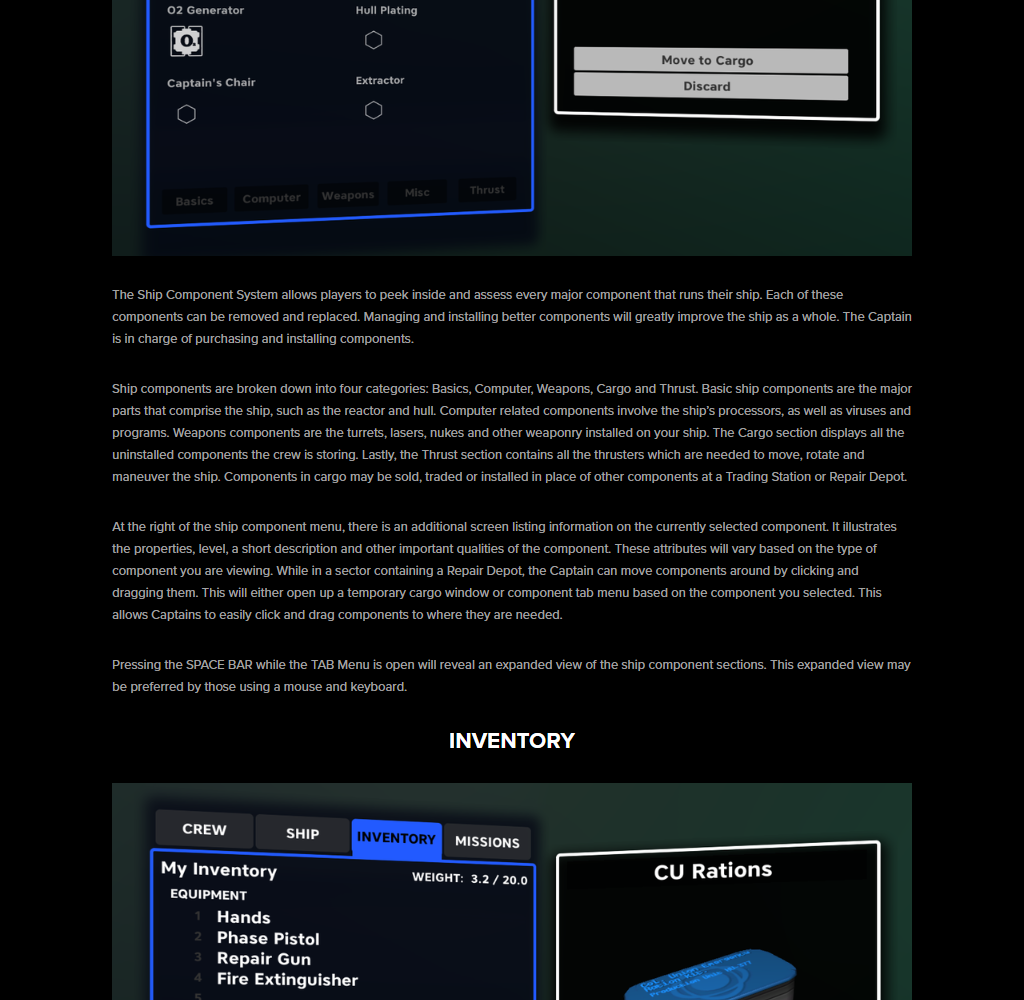 O2 Generator
Hull Plating
Captain's Chair
Extractor
Basics
Computer
Weapons
Misc
Thrust
Move to Cargo
Discard
The Ship Component System allows players to peek inside and assess every major component that runs their ship. Each of these
components can be removed and replaced. Managing and installing better components will greatly improve the ship as a whole. The Captain
is in charge of purchasing and installing components.
Ship components are broken down into four categories: Basics, Computer, Weapons, Cargo and Thrust. Basic ship components are the major
parts that comprise the ship, such as the reactor and hull. Computer related components involve the ship's processors, as well as viruses and
programs. Weapons components are the turrets, lasers, nukes and other weaponry installed on your ship. The Cargo section displays all the
uninstalled components the crew is storing. Lastly, the Thrust section contains all the thrusters which are needed to move, rotate and
maneuver the ship. Components in cargo may be sold, traded or installed in place of other components at a Trading Station or Repair Depot.
At the right of the ship component menu, there is an additional screen listing information on the currently selected component. It illustrates
the properties, level, a short description and other important qualities of the component. These attributes will vary based on the type of
component you are viewing. While in a sector containing a Repair Depot, the Captain can move components around by clicking and
dragging them. This will either open up a temporary cargo window or component tab menu based on the component you selected. This
allows Captains to easily click and drag components to where they are needed.
Pressing the SPACE BAR while the TAB Menu is open will reveal an expanded view of the ship component sections. This expanded view may
be preferred by those using a mouse and keyboard.
INVENTORY
CREW
SHIP
INVENTORY
MISSIONS
My Inventory
WEIGHT: 3.2 / 20.0
EQUIPMENT
1 Hands
2 Phase Pistol
3 Repair Gun
4 Fire Extinguisher
5
CU Rations